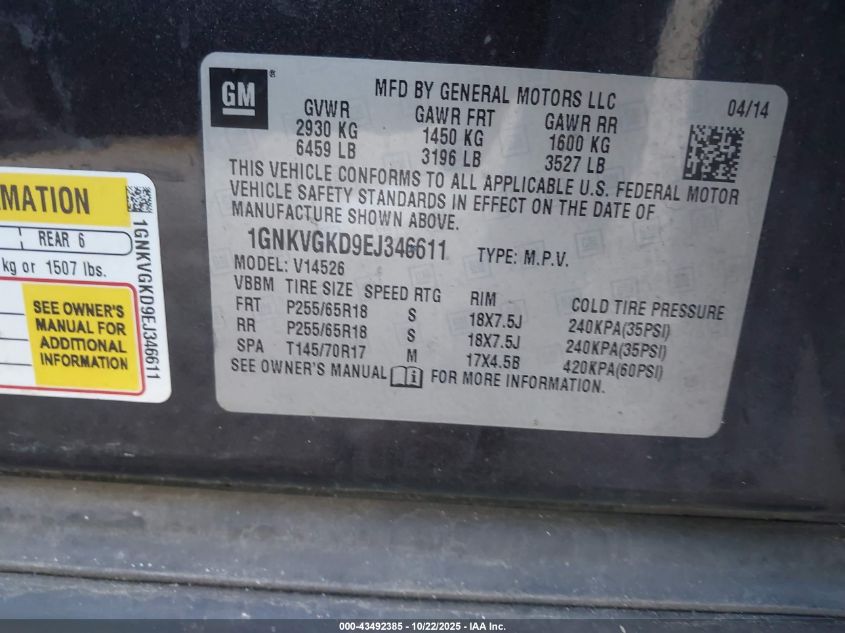 GM
®
MFD BY GENERAL MOTORS LLC
04/14
GVWR GAWR FRT GAWR RR
2930 KG 1450 KG 1600 KG
6459 LB 3196 LB 3527 LB
THIS VEHICLE CONFORMS TO ALL APPLICABLE U.S. FEDERAL MOTOR
VEHICLE SAFETY STANDARDS IN EFFECT ON THE DATE OF
MANUFACTURE SHOWN ABOVE.
1GNKVGKD9EJ346611 TYPE: M.P.V.
MODEL: V14526
VBBM TIRE SIZE SPEED RTG RIM COLD TIRE PRESSURE
FRT P255/65R18 S 18X7.5J 240KPA(35PSI)
RR P255/65R18 S 18X7.5J 240KPA(35PSI)
SPA T145/70R17 M 17X4.5B 420KPA(60PSI)
SEE OWNER'S MANUAL FOR MORE INFORMATION.
RMATION
REAR 6
kg or 1507 lbs.
SEE OWNER'S
MANUAL FOR
ADDITIONAL
INFORMATION
1GNKVGKD9EJ346611
000-43492385 - 10/22/2025 - IAA Inc.